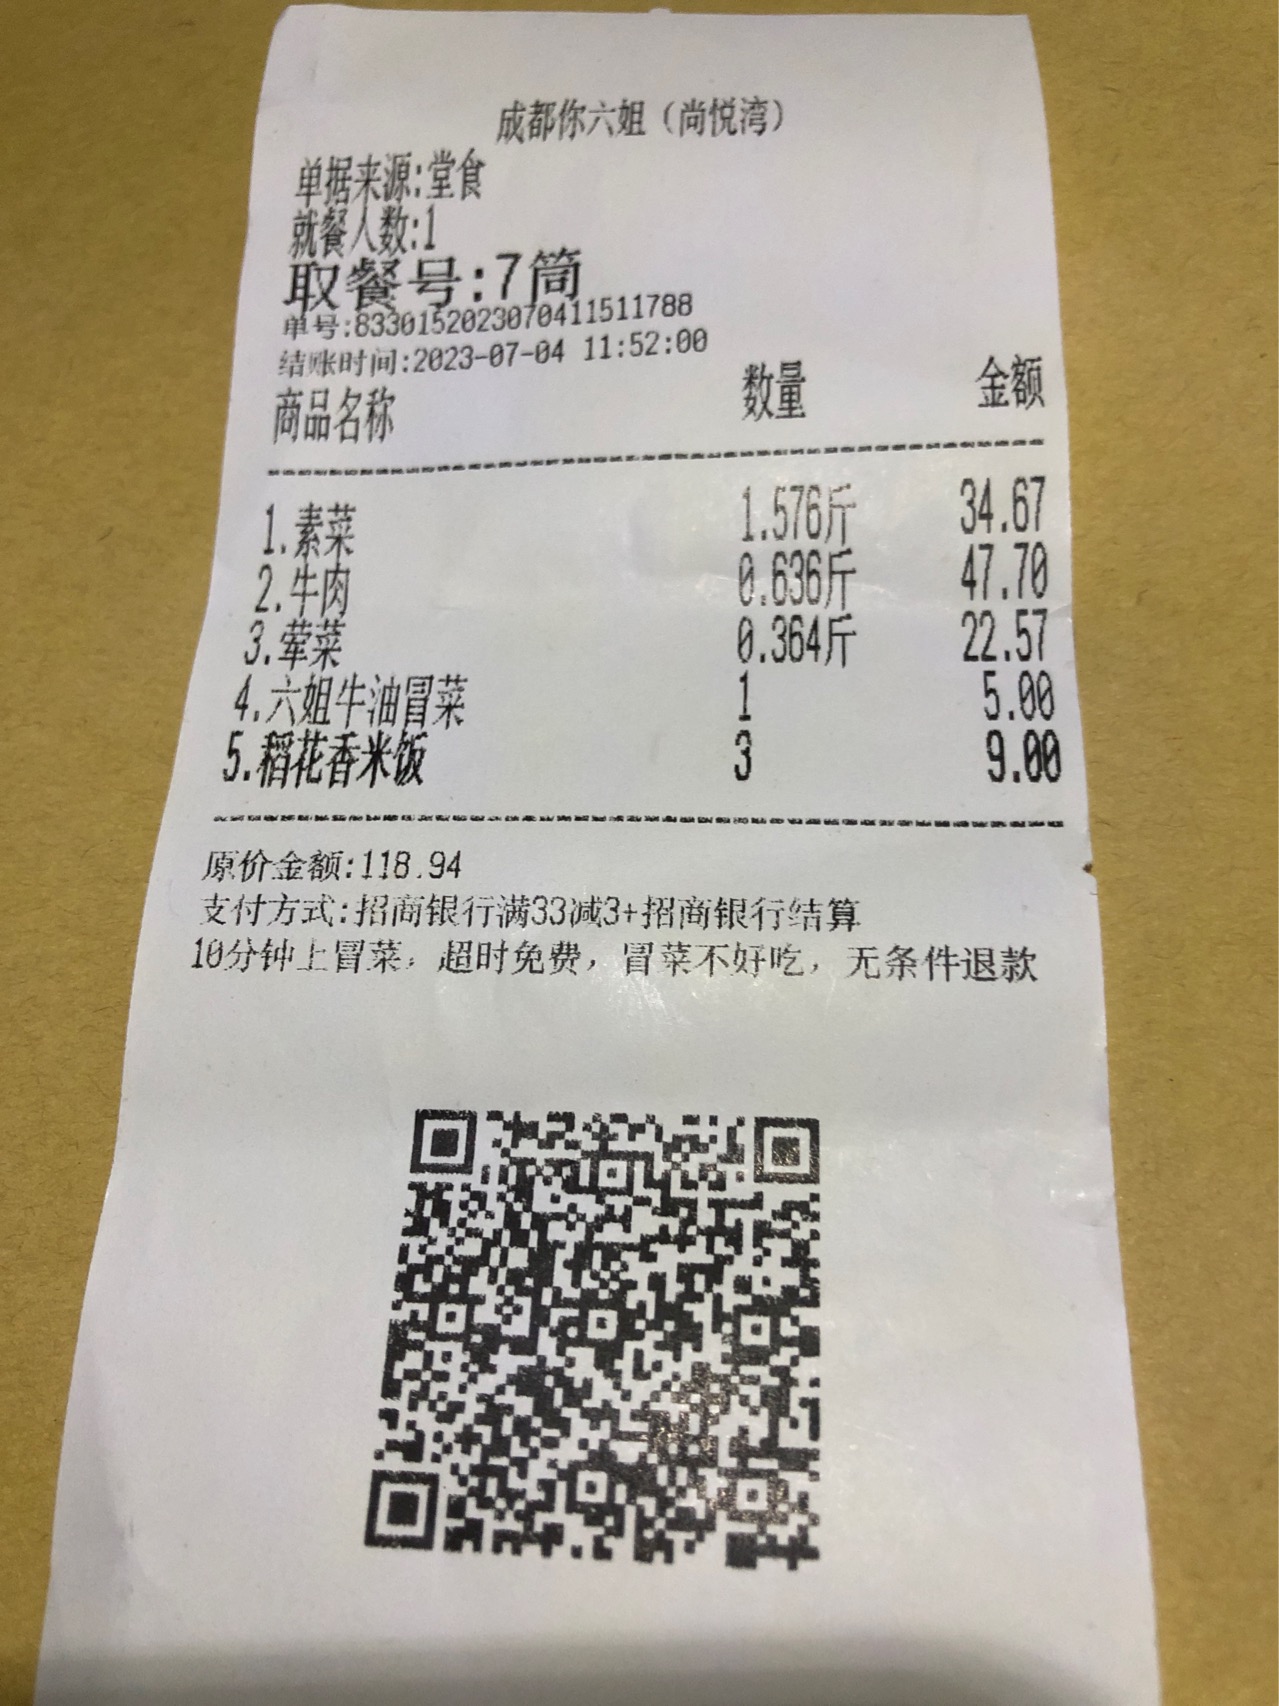 成都你六姐（尚悦湾）
单据来源:堂食
就餐人数:1
取餐号:7筒
单号:8330152023070411511788
结账时间:2023-07-04 11:52:00
商品名称 数量 金额
1.素菜 1.576斤 34.67
2.牛肉 0.636斤 47.70
3.荤菜 0.364斤 22.57
4.六姐牛油冒菜 1 5.00
5.稻花香米饭 3 9.00
原价金额:118.94
支付方式:招商银行满33减3+招商银行结算
10分钟上冒菜，超时免费，冒菜不好吃，无条件退款